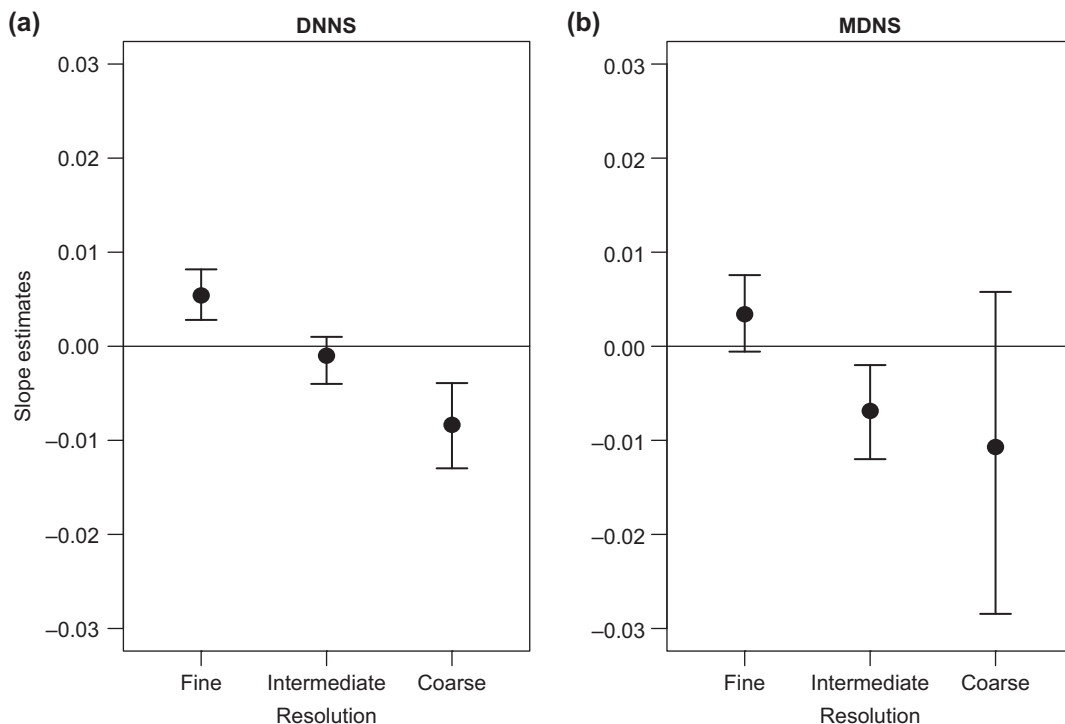 (a)
DNNS
Slope estimates
0.03
0.02
0.01
0.00
–0.01
–0.02
–0.03
Fine Intermediate Coarse
Resolution
(b)
MDNS
0.03
0.02
0.01
0.00
–0.01
–0.02
–0.03
Fine Intermediate Coarse
Resolution